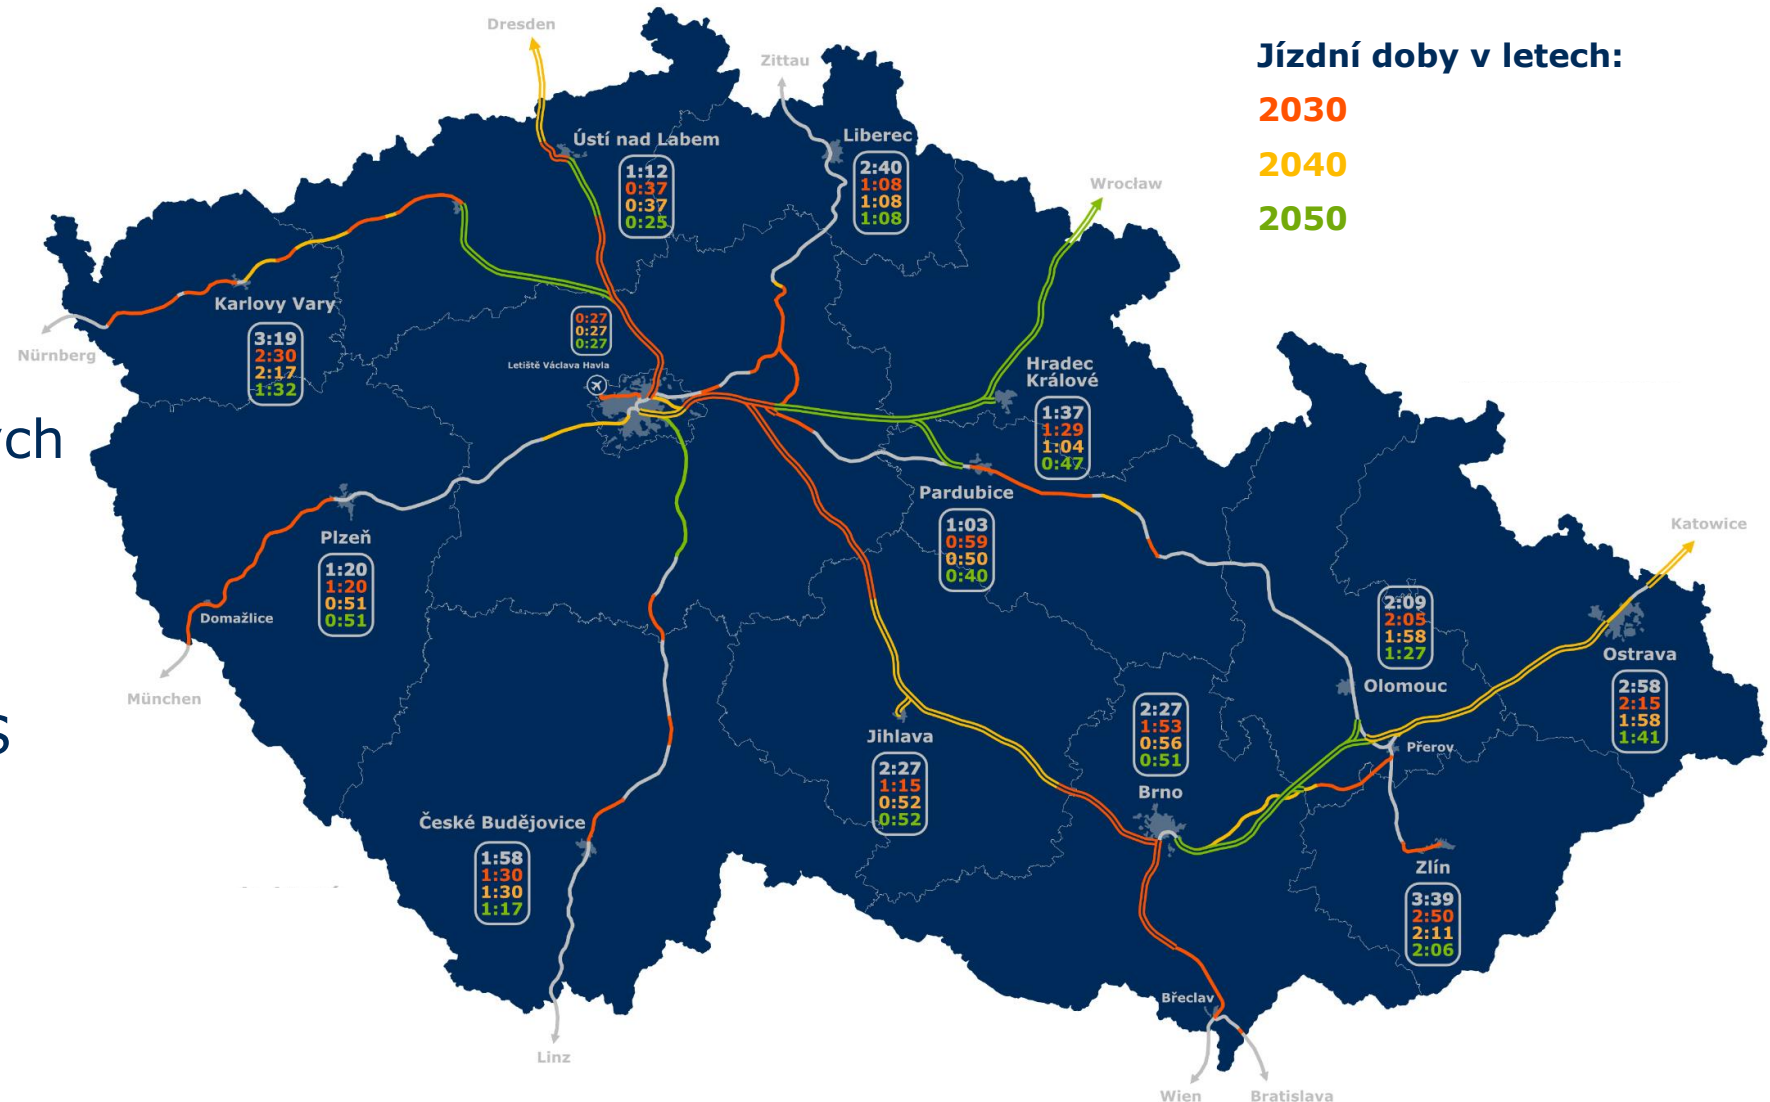 Jízdní doby v letech:
2030
2040
2050
Dresden
Zittau
Ústí nad Labem
1:12
0:37
0:37
0:25
Liberec
2:40
1:08
1:08
1:08
Wrocław
Karlovy Vary
3:19
2:30
2:17
1:32
Nürnberg
0:27
0:27
0:27
Letiště Václava Havla
Hradec
Králové
1:37
1:29
1:04
0:47
ých
Pardubice
1:03
0:59
0:50
0:40
Plzeň
1:20
1:20
0:51
0:51
Domažlice
München
Katowice
2:09
2:05
1:58
1:27
Olomouc
Ostrava
2:58
2:15
1:58
1:41
s
Jihlava
2:27
1:15
0:52
0:52
2:27
1:53
0:56
0:51
Brno
Přerov
České Budějovice
1:58
1:30
1:30
1:17
Zlín
3:39
2:50
2:11
2:06
Břeclav
Linz
Wien
Bratislava